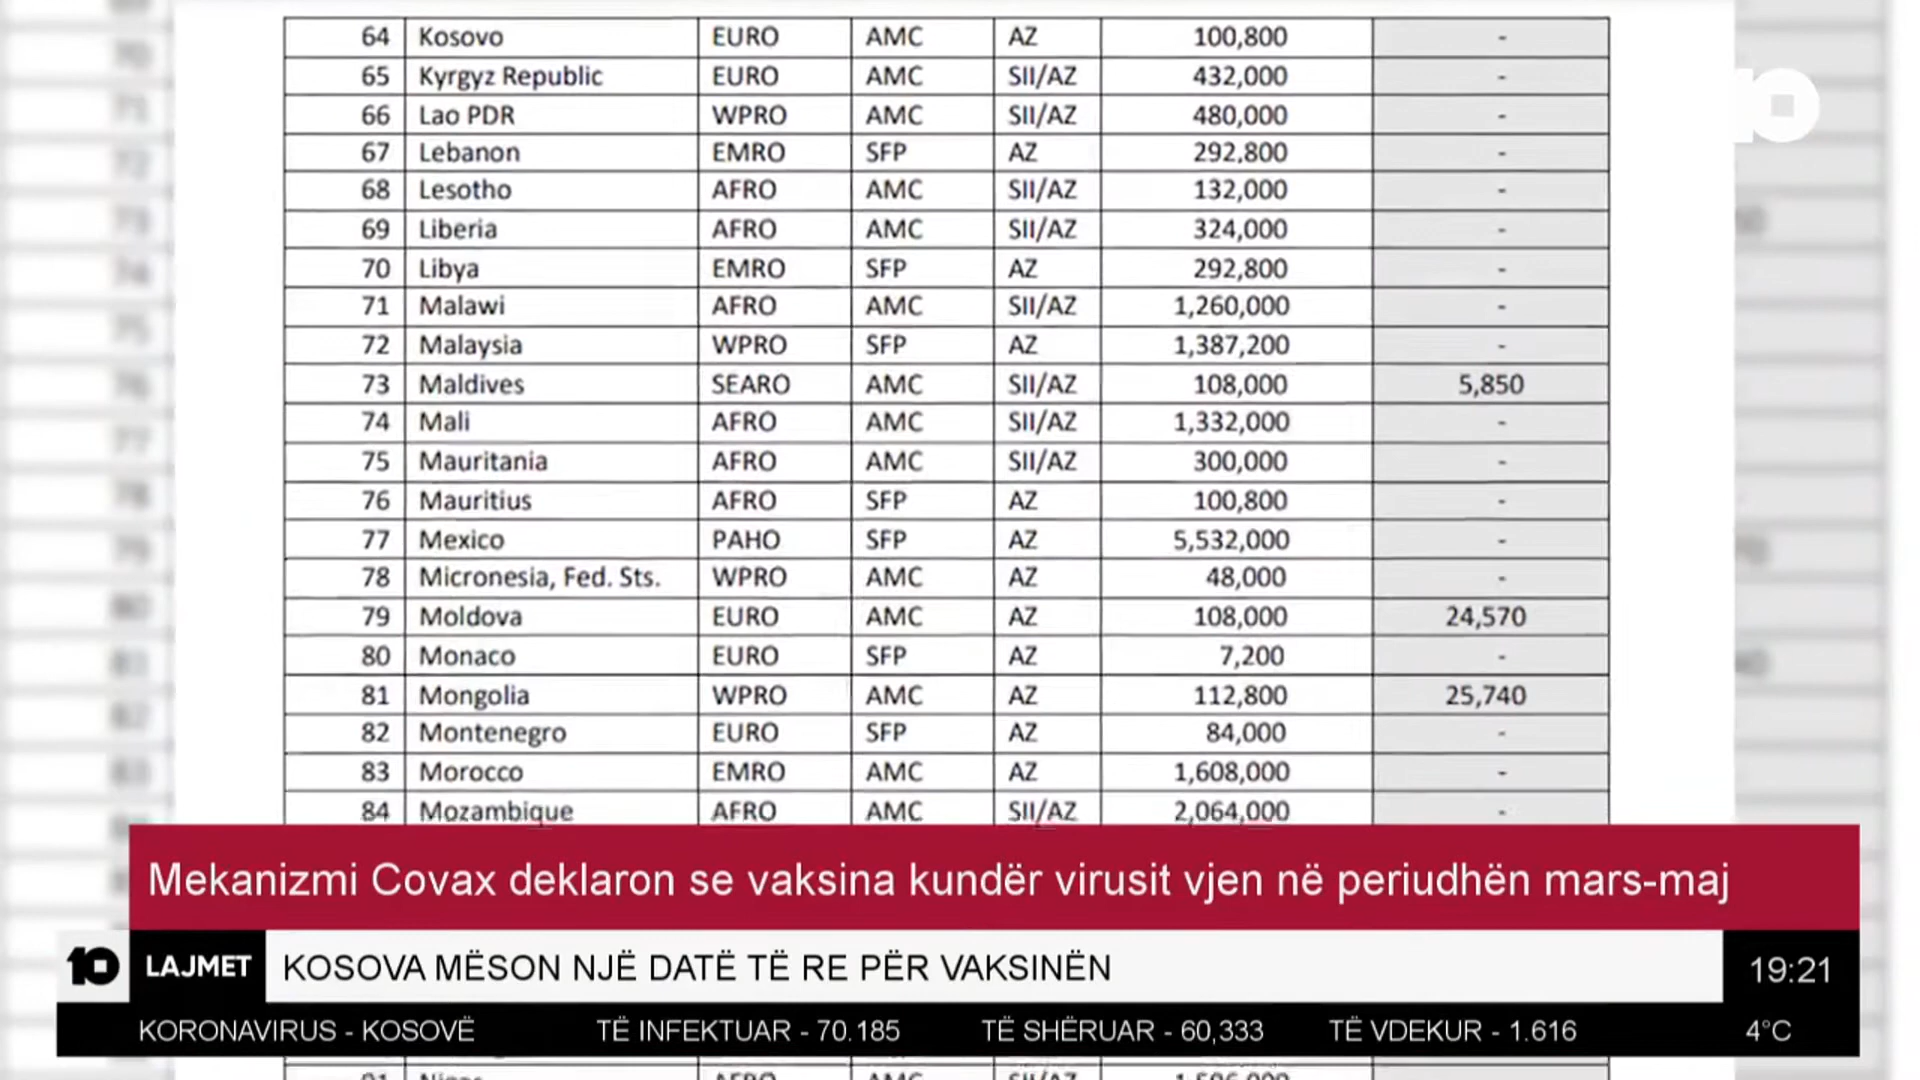 64 Kosovo EURO AMC AZ 100,800 -
65 Kyrgyz Republic EURO AMC SII/AZ 432,000 -
66 Lao PDR WPRO AMC SII/AZ 480,000 -
67 Lebanon EMRO SFP AZ 292,800 -
68 Lesotho AFRO AMC SII/AZ 132,000 -
69 Liberia AFRO AMC SII/AZ 324,000 -
70 Libya EMRO SFP AZ 292,800 -
71 Malawi AFRO AMC SII/AZ 1,260,000 -
72 Malaysia WPRO SFP AZ 1,387,200 -
73 Maldives SEARO AMC SII/AZ 108,000 5,850
74 Mali AFRO AMC SII/AZ 1,332,000 -
75 Mauritania AFRO AMC SII/AZ 300,000 -
76 Mauritius AFRO SFP AZ 100,800 -
77 Mexico PAHO SFP AZ 5,532,000 -
78 Micronesia, Fed. Sts. WPRO AMC AZ 48,000 -
79 Moldova EURO AMC AZ 108,000 24,570
80 Monaco EURO SFP AZ 7,200 -
81 Mongolia WPRO AMC AZ 112,800 25,740
82 Montenegro EURO SFP AZ 84,000 -
83 Morocco EMRO AMC AZ 1,608,000 -
84 Mozambique AFRO AMC SII/AZ 2,064,000 -
10
Mekanizmi Covax deklaron se vaksina kundër virusit vjen në periudhën mars-maj
10 LAJMET KOSOVA MËSON NJË DATË TË RE PËR VAKSINËN 19:21
KORONAVIRUS - KOSOVË TË INFEKTUAR - 70.185 TË SHËRUAR - 60,333 TË VDEKUR - 1.616 4°C